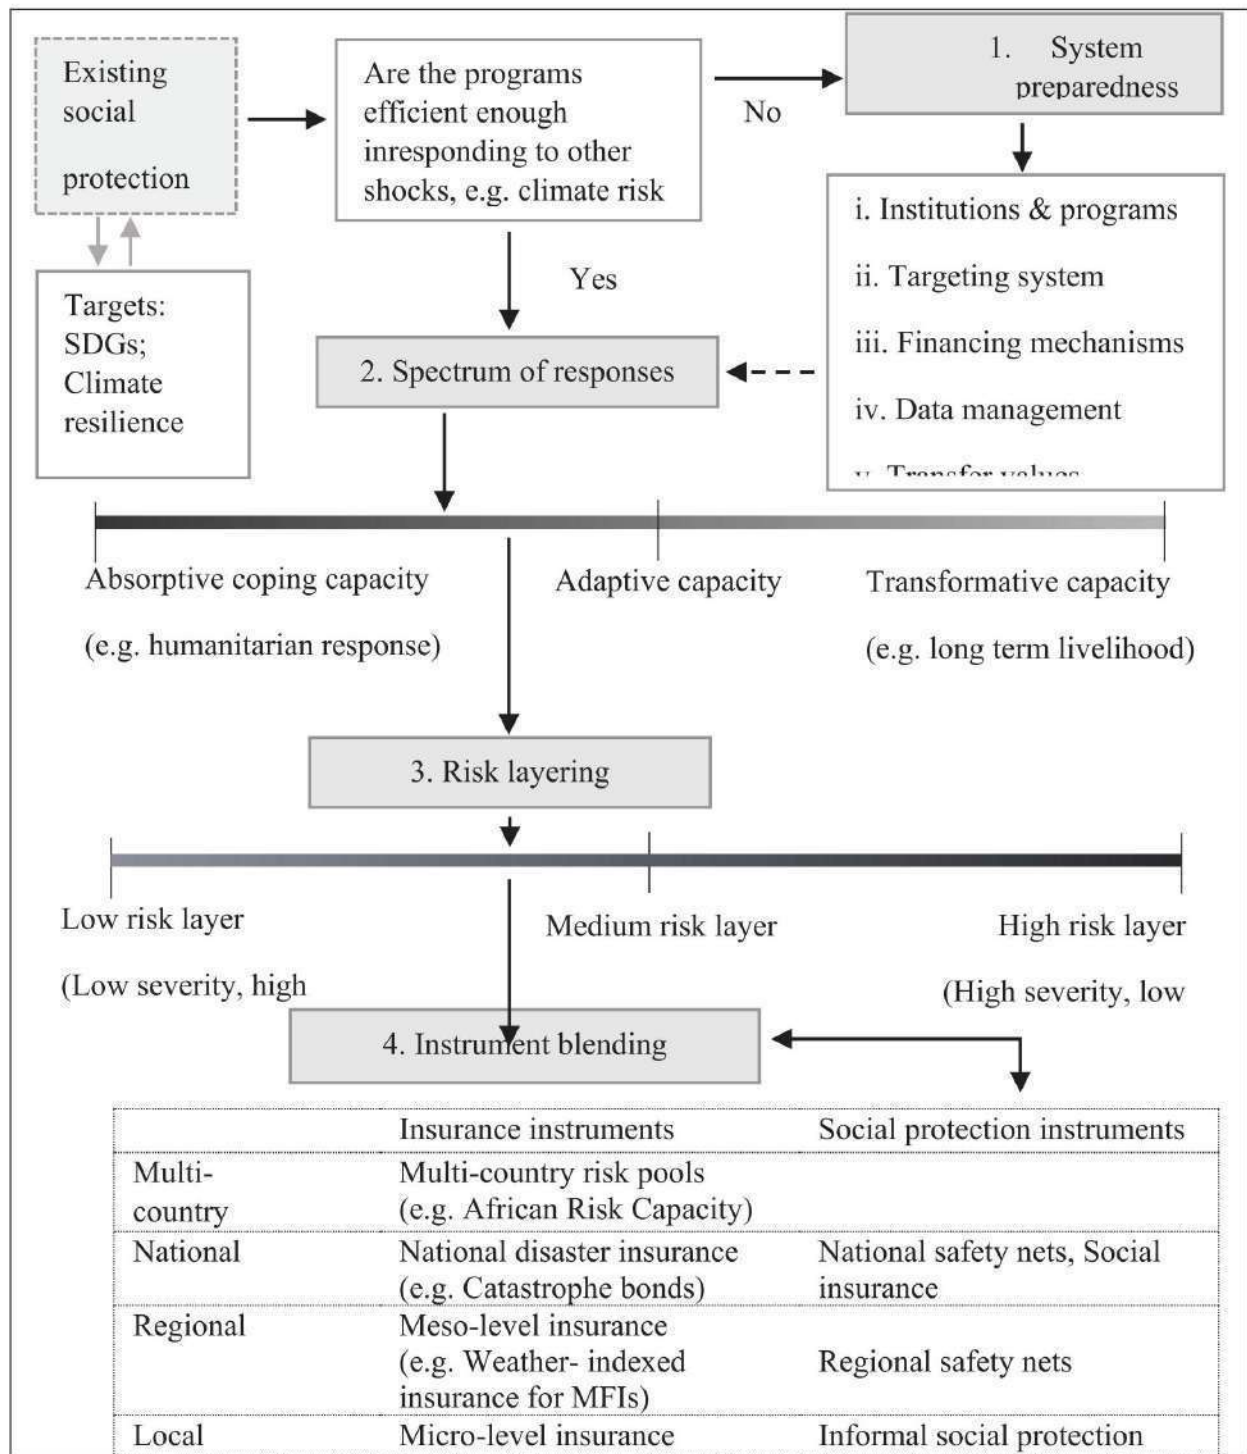 Existing
social
protection
Are the programs
efficient enough
inresponding to other
shocks, e.g. climate risk
No
1. System
preparedness
i. Institutions & programs
ii. Targeting system
iii. Financing mechanisms
iv. Data management
v. Transfer values
Yes
Targets:
SDGs;
Climate
resilience
2. Spectrum of responses
Absorptive coping capacity
(e.g. humanitarian response)
Adaptive capacity
Transformative capacity
(e.g. long term livelihood)
3. Risk layering
Low risk layer
(Low severity, high
Medium risk layer
High risk layer
(High severity, low
4. Instrument blending
Insurance instruments Social protection instruments
Multi-
country
Multi-country risk pools
(e.g. African Risk Capacity)
National
National disaster insurance
(e.g. Catastrophe bonds)
National safety nets, Social
insurance
Regional
Meso-level insurance
(e.g. Weather- indexed
insurance for MFIs)
Regional safety nets
Local Micro-level insurance Informal social protection